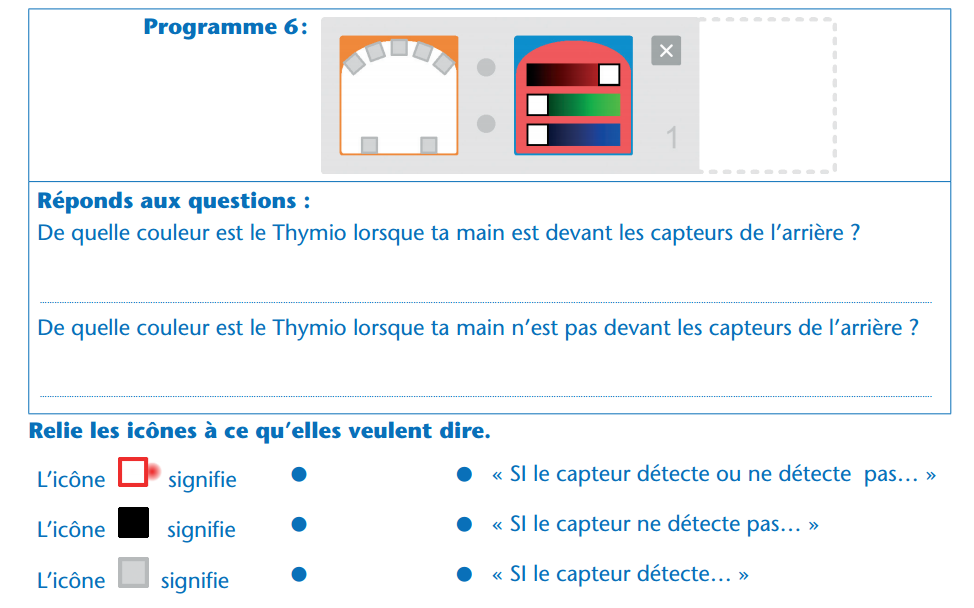 Programme 6:
1
Réponds aux questions :
De quelle couleur est le Thymio lorsque ta main est devant les capteurs de l’arrière ?
De quelle couleur est le Thymio lorsque ta main n’est pas devant les capteurs de l’arrière ?
Relie les icônes à ce qu’elles veulent dire.
L’icône signifie « SI le capteur détecte ou ne détecte pas… »
L’icône signifie « SI le capteur ne détecte pas… »
L’icône signifie « SI le capteur détecte… »